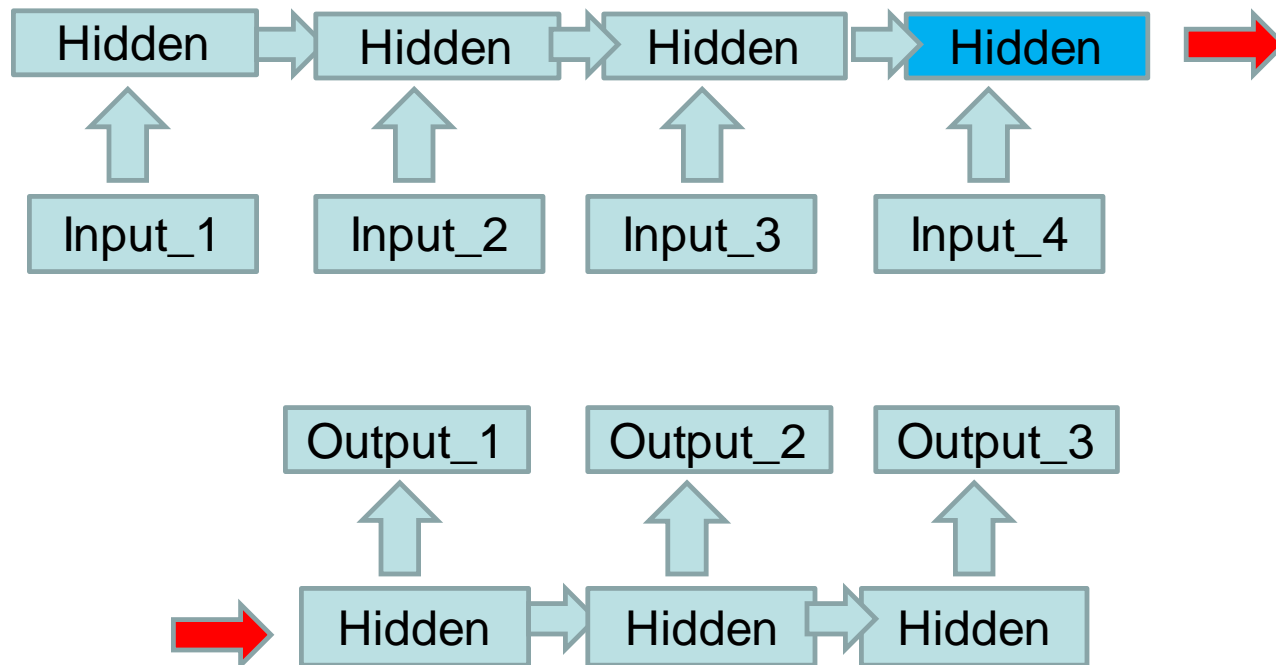 Hidden Hidden Hidden Hidden
Input_1 Input_2 Input_3 Input_4
Output_1 Output_2 Output_3
Hidden Hidden Hidden